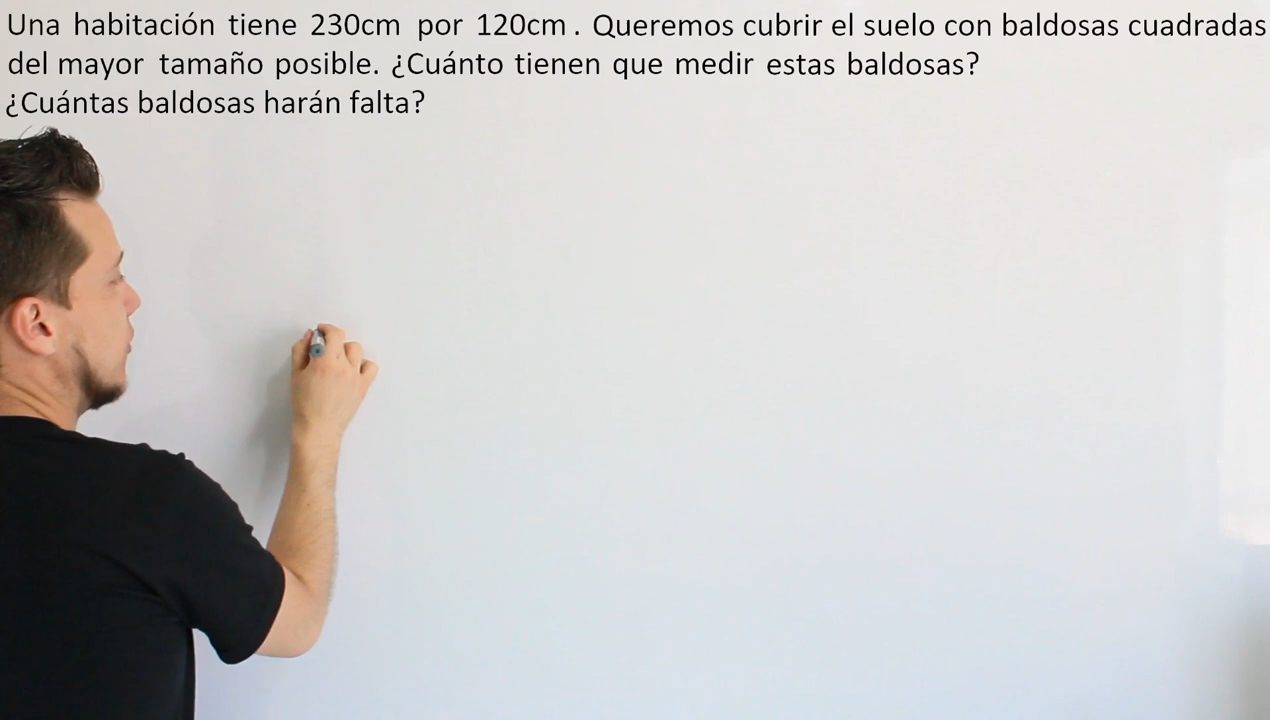 Una habitación tiene 230cm por 120cm. Queremos cubrir el suelo con baldosas cuadradas
del mayor tamaño posible. ¿Cuánto tienen que medir estas baldosas?
¿Cuántas baldosas harán falta?